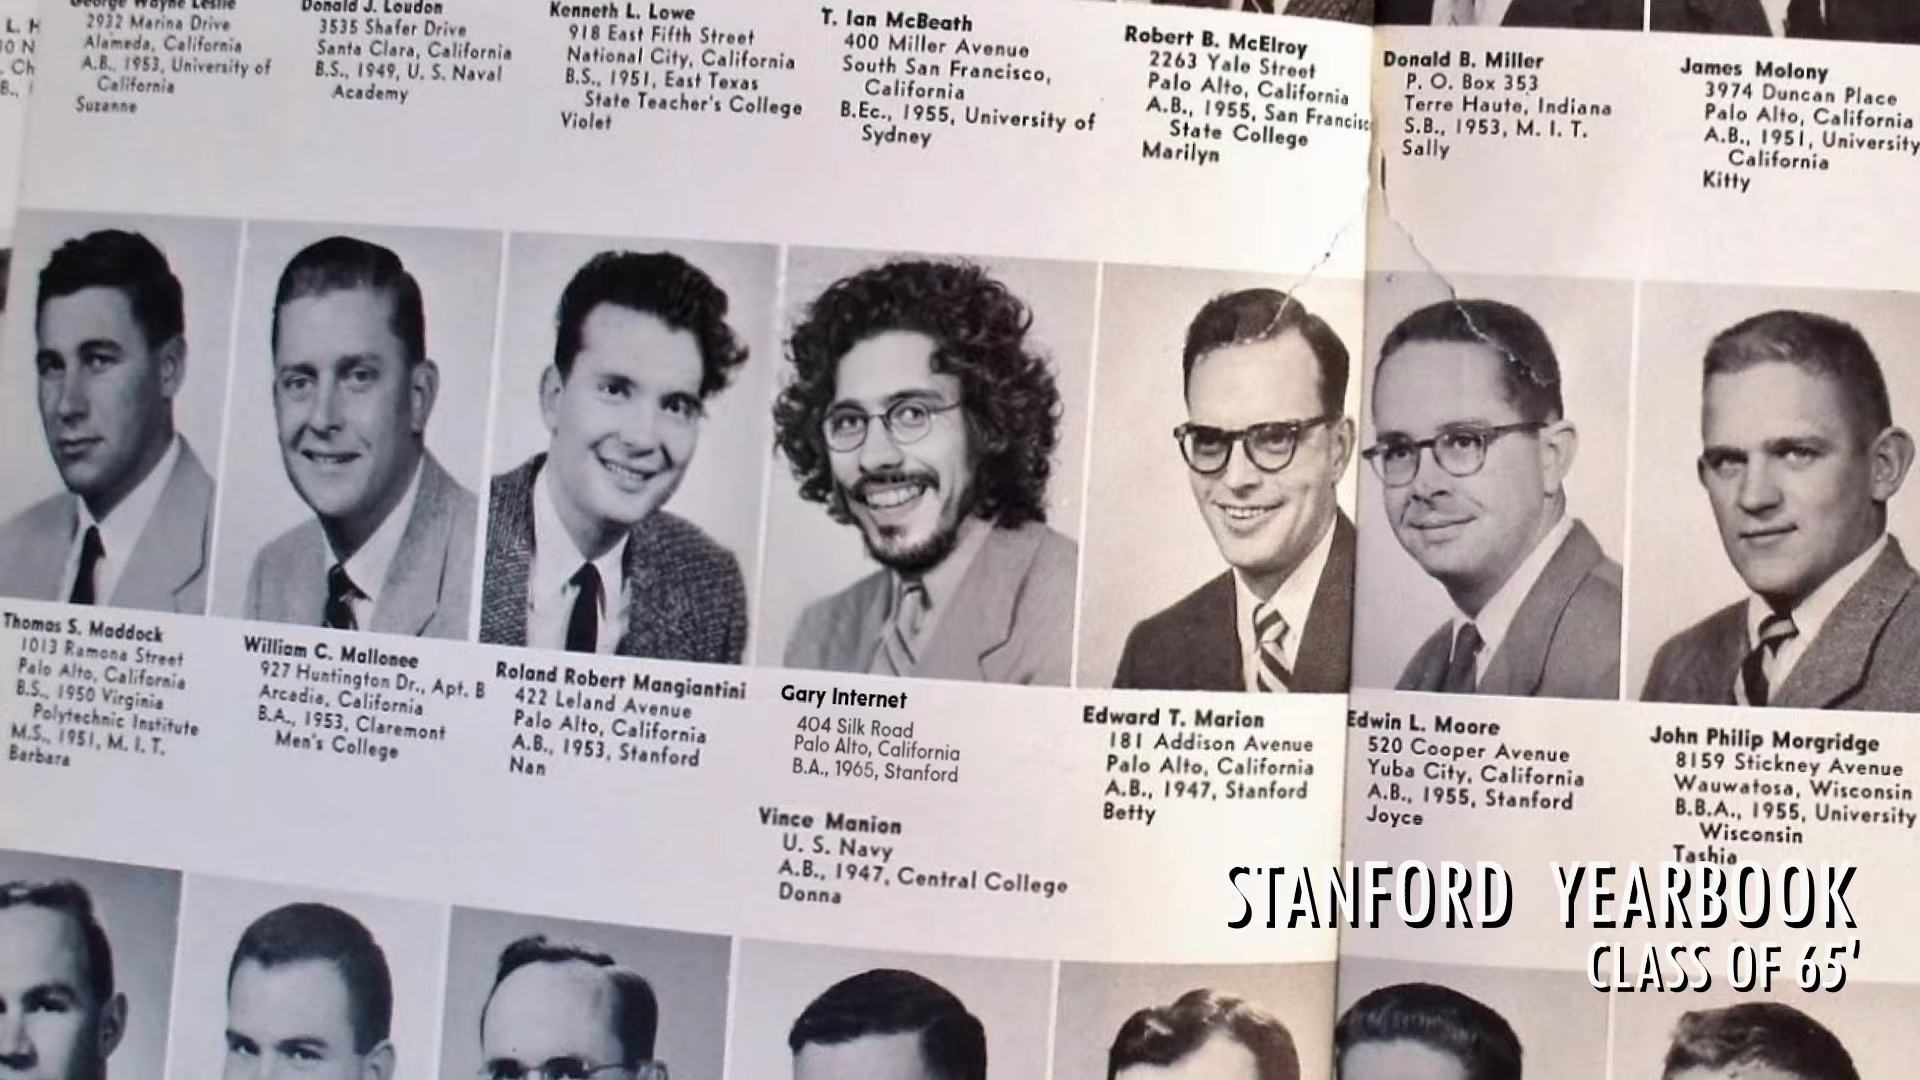 L. H
George Wayne Leslie
2932 Marina Drive
Alameda, California
A.B., 1953, University of
California
Suzanne
Donald J. Loudon
3535 Shafer Drive
Santa Clara, California
B.S., 1949, U. S. Naval
Academy
Kenneth L. Lowe
918 East Fifth Street
National City, California
B.S., 1951, East Texas
State Teacher's College
Violet
T. Ian McBeath
400 Miller Avenue
South San Francisco,
California
B.Ec., 1955, University of
Sydney
Robert B. McElroy
2263 Yale Street
Palo Alto, California
A.B., 1955, San Francisc
State College
Marilyn
Donald B. Miller
P. O. Box 353
Terre Haute, Indiana
S.B., 1953, M. I. T.
Sally
James Molony
3974 Duncan Place
Palo Alto, California
A.B., 1951, University
California
Kitty
Thomas S. Maddock
1013 Ramona Street
Palo Alto, California
B.S., 1950 Virginia
Polytechnic Institute
M.S., 1951, M. I. T.
Barbara
William C. Mallonee
927 Huntington Dr., Apt. B
Arcadia, California
B.A., 1953, Claremont
Men's College
Roland Robert Mangiantini
422 Leland Avenue
Palo Alto, California
A.B., 1953, Stanford
Nan
Gary Internet
404 Silk Road
Palo Alto, California
B.A., 1965, Stanford
Vince Manion
U. S. Navy
A.B., 1947, Central College
Donna
Edward T. Marion
181 Addison Avenue
Palo Alto, California
A.B., 1947, Stanford
Betty
Edwin L. Moore
520 Cooper Avenue
Yuba City, California
A.B., 1955, Stanford
Joyce
John Philip Morgridge
8159 Stickney Avenue
Wauwatosa, Wisconsin
B.B.A., 1955, University
Wisconsin
Tashia
STANFORD YEARBOOK
CLASS OF 65'